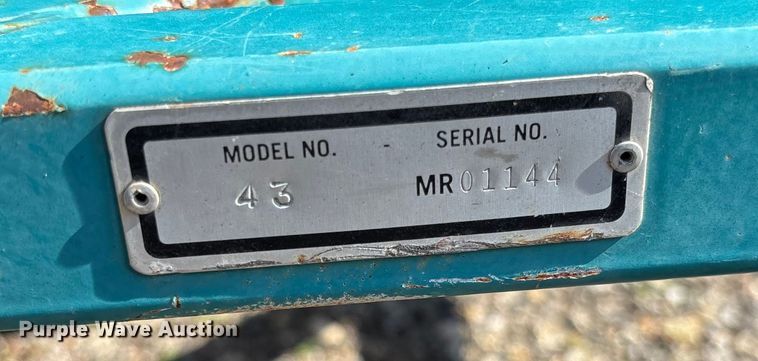 MODEL NO. - SERIAL NO.
43 MR01144
Purple Wave Auction